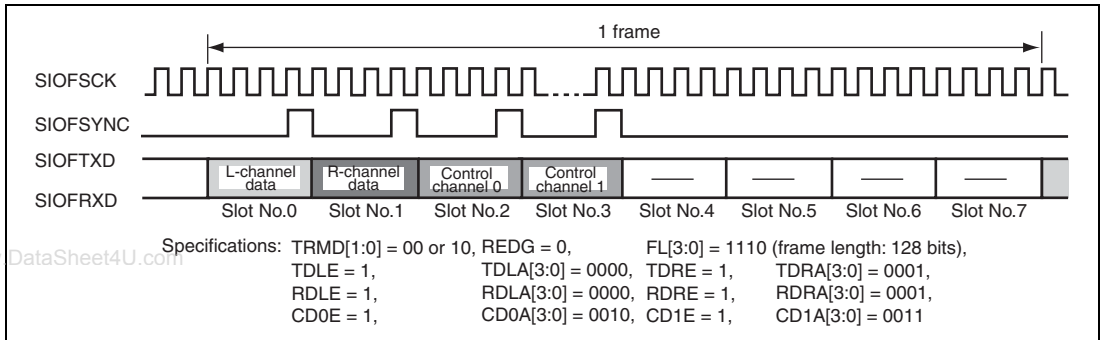 1 frame
SIOFSCK
SIOFSYNC
SIOFTXD
SIOFRXD
L-channel
data
R-channel
data
Control
channel 0
Control
channel 1
Slot No.0 Slot No.1 Slot No.2 Slot No.3 Slot No.4 Slot No.5 Slot No.6 Slot No.7
Specifications: TRMD[1:0] = 00 or 10, REDG = 0, FL[3:0] = 1110 (frame length: 128 bits),
TDLE = 1, TDLA[3:0] = 0000, TDRE = 1, TDRA[3:0] = 0001,
RDLE = 1, RDLA[3:0] = 0000, RDRE = 1, RDRA[3:0] = 0001,
CD0E = 1, CD0A[3:0] = 0010, CD1E = 1, CD1A[3:0] = 0011
DataSheet4U.com